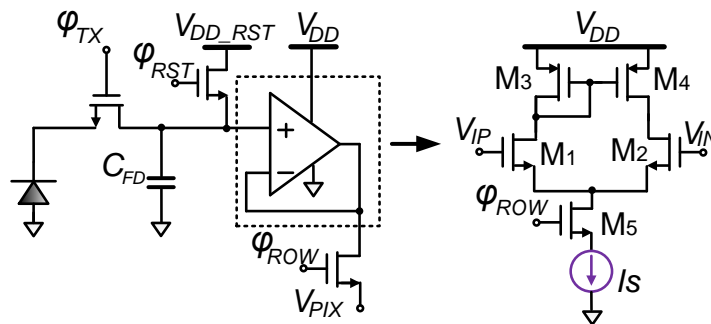 φTX
VDD_RST
VDD
φRST
+
−
CFD
φROW
VPIX
VDD
M3
M4
VIP
M1
M2
VIN
φROW
M5
Is